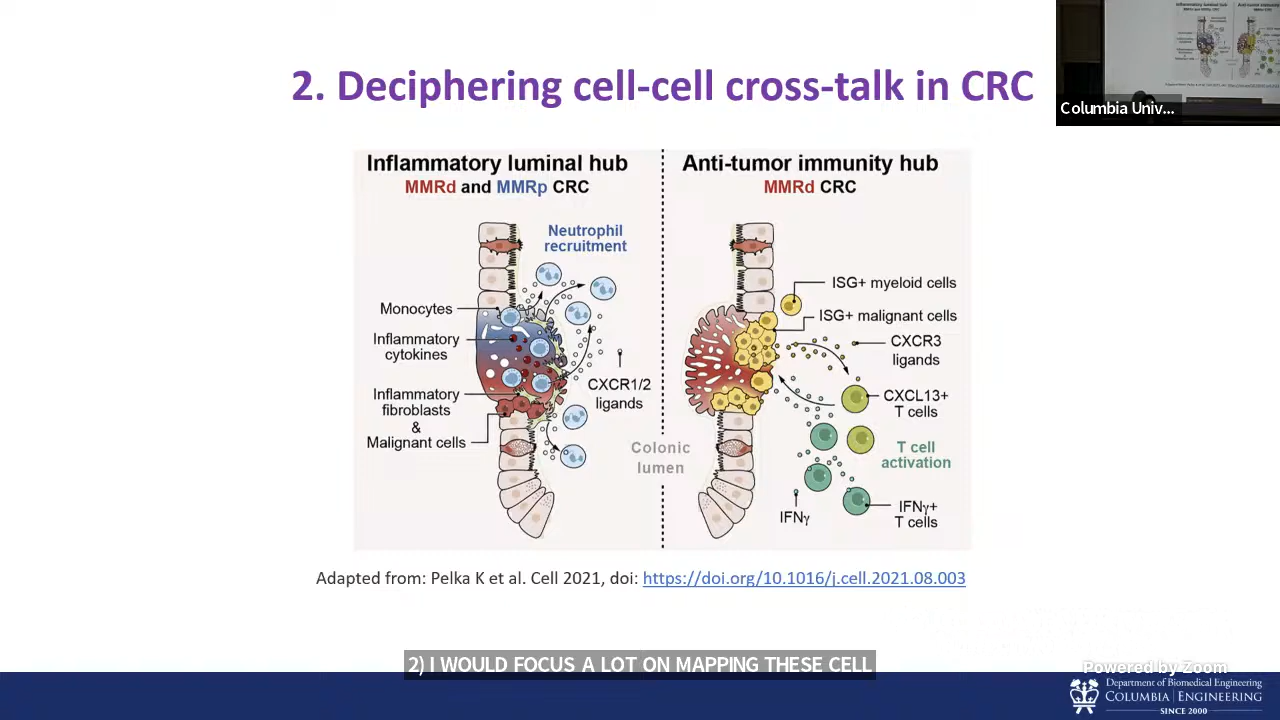 2. Deciphering cell-cell cross-talk in CRC
Columbia Univ...
Inflammatory luminal hub
MMRd and MMRp CRC
Neutrophil
recruitment
Monocytes
Inflammatory
cytokines
Inflammatory
fibroblasts
&
Malignant cells
CXCR1/2
ligands
Colonic
lumen
Anti-tumor immunity hub
MMRd CRC
ISG+ myeloid cells
ISG+ malignant cells
CXCR3
ligands
CXCL13+
T cells
T cell
activation
IFNγ
IFNγ+
T cells
Adapted from: Pelka K et al. Cell 2021, doi: https://doi.org/10.1016/j.cell.2021.08.003
2) I WOULD FOCUS A LOT ON MAPPING THESE CELL
Powered by Zoom
Department of Biomedical Engineering
COLUMBIA | ENGINEERING
SINCE 2000